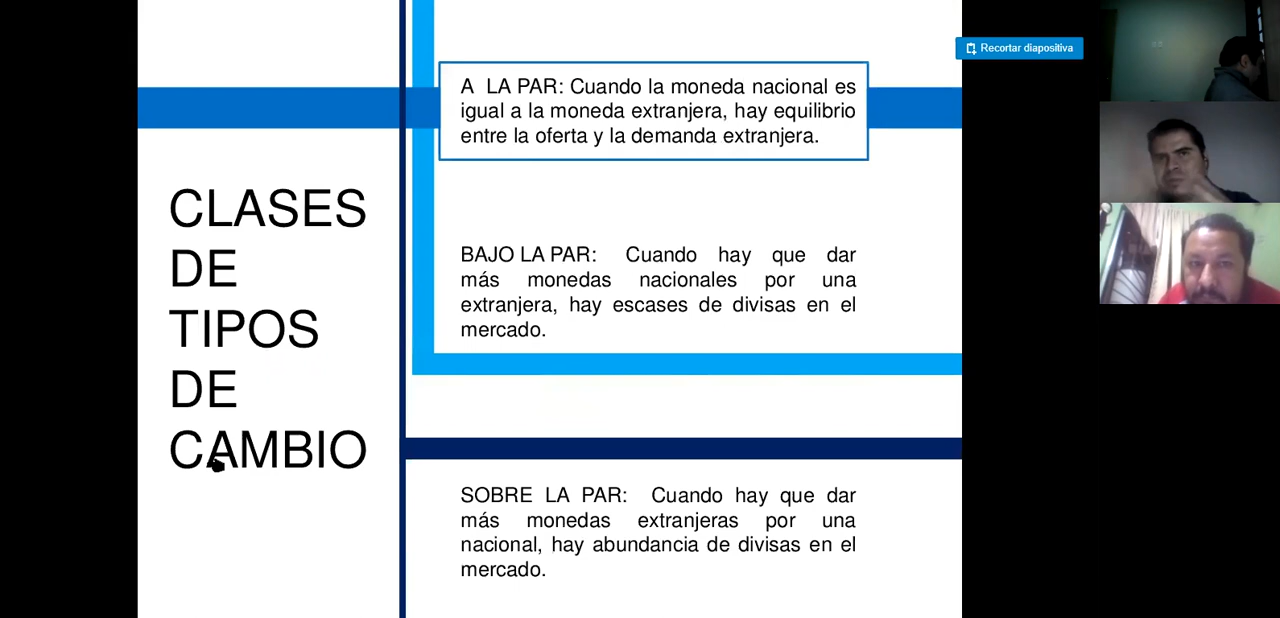 Recortar diapositiva
A LA PAR: Cuando la moneda nacional es
igual a la moneda extranjera, hay equilibrio
entre la oferta y la demanda extranjera.
CLASES
DE
TIPOS
DE
CAMBIO
BAJO LA PAR: Cuando hay que dar
más monedas nacionales por una
extranjera, hay escases de divisas en el
mercado.
SOBRE LA PAR: Cuando hay que dar
más monedas extranjeras por una
nacional, hay abundancia de divisas en el
mercado.